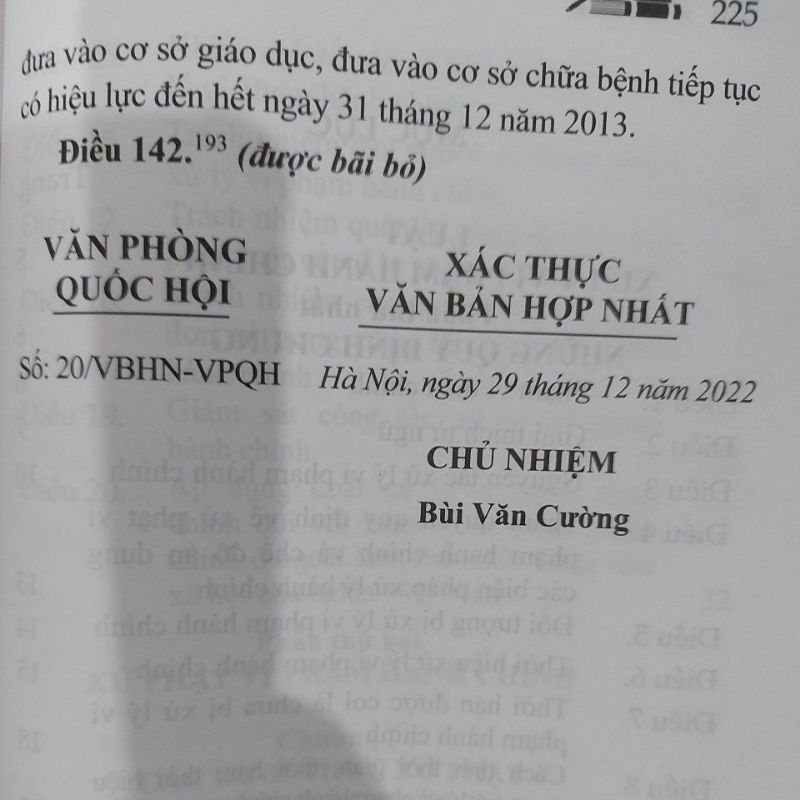 225
đưa vào cơ sở giáo dục, đưa vào cơ sở chữa bệnh tiếp tục
có hiệu lực đến hết ngày 31 tháng 12 năm 2013.
Điều 142.193 (được bãi bỏ)
VĂN PHÒNG
QUỐC HỘI
XÁC THỰC
VĂN BẢN HỢP NHẤT
Số: 20/VBHN-VPQH
Hà Nội, ngày 29 tháng 12 năm 2022
CHỦ NHIỆM
Bùi Văn Cường